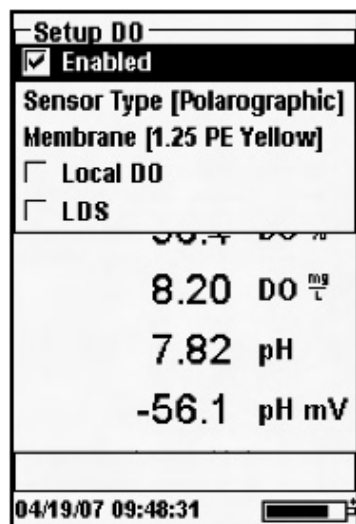 Setup DO
Enabled
Sensor Type [Polarographic]
Membrane [1.25 PE Yellow]
Local DO
LDS
8.20 DO mg/L
7.82 pH
-56.1 pH mV
04/19/07 09:48:31